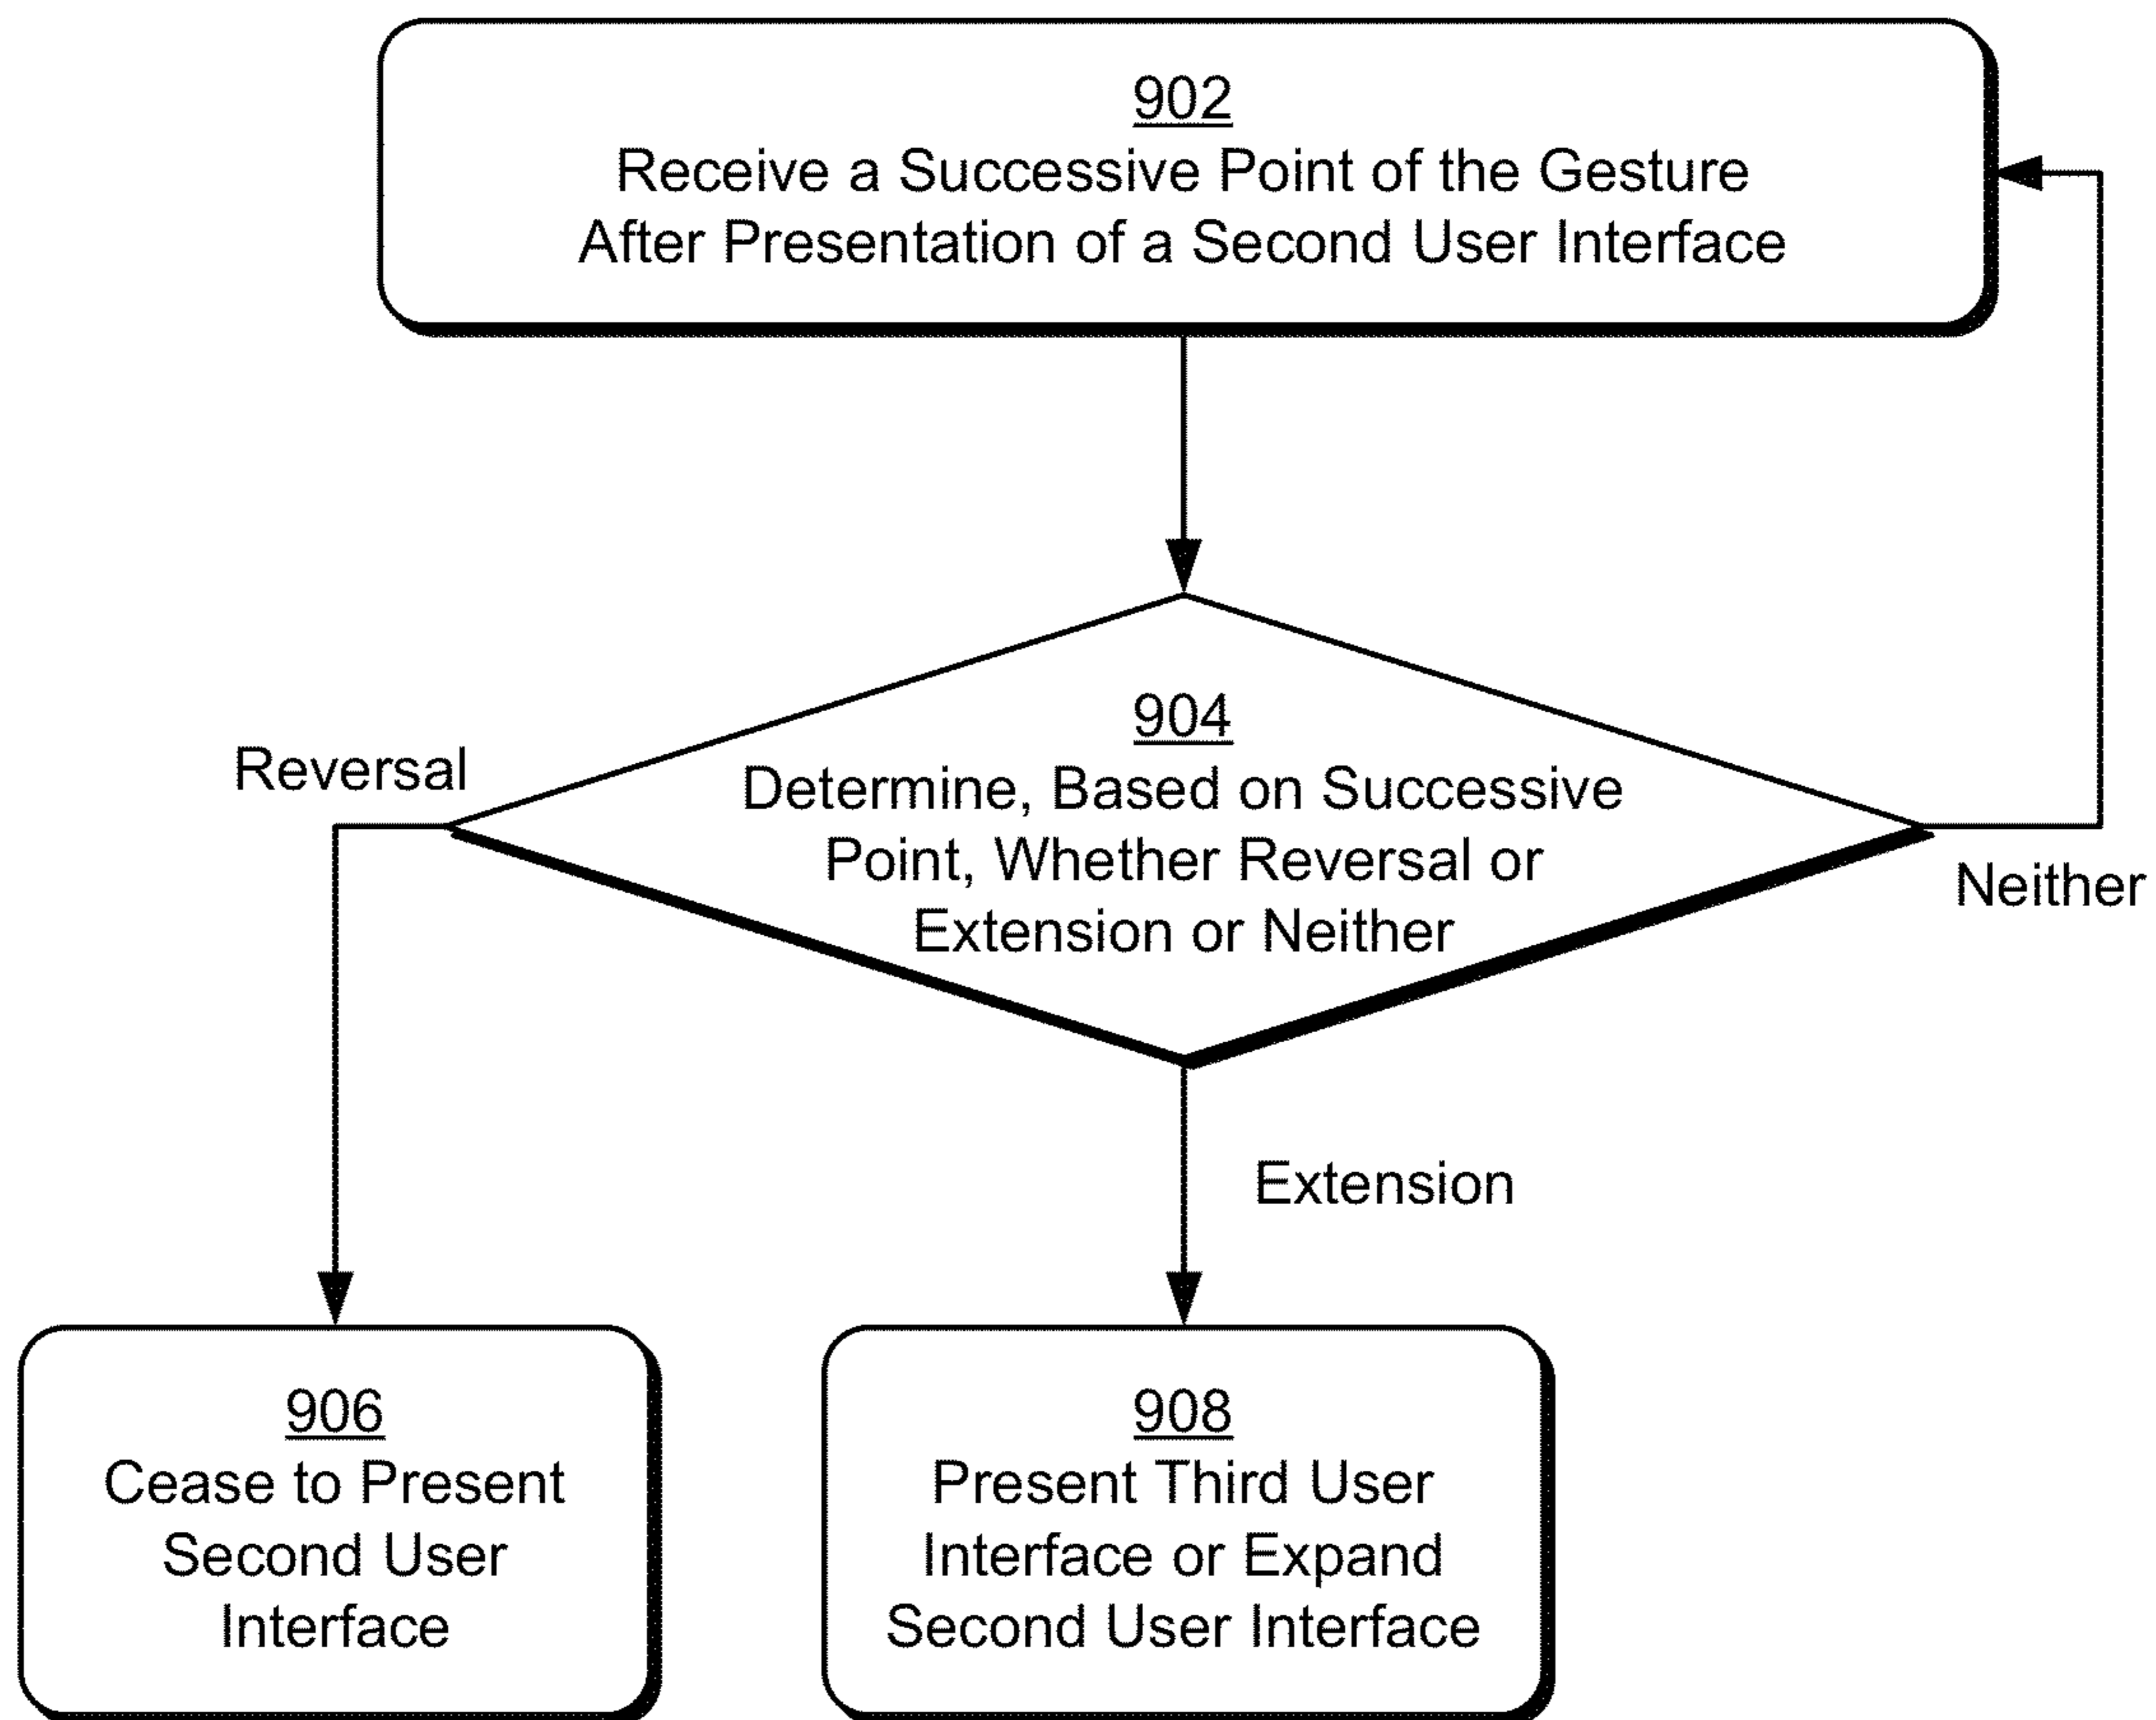 902
Receive a Successive Point of the Gesture
After Presentation of a Second User Interface
904
Determine, Based on Successive
Point, Whether Reversal or
Extension or Neither
Reversal
Neither
Extension
906
Cease to Present
Second User
Interface
908
Present Third User
Interface or Expand
Second User Interface